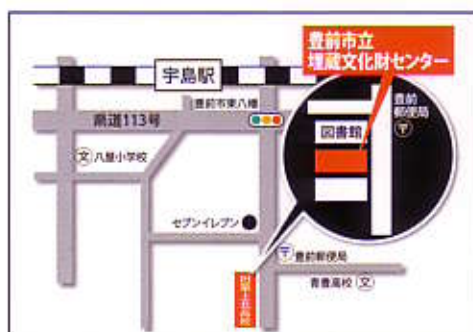 豊前市立
埋蔵文化財センター
宇島駅
豊前市東八幡
県道113号
豊前
郵便局
〒
図書館
文 八屋小学校
セブンイレブン
〒 豊前郵便局
青豊高校 文